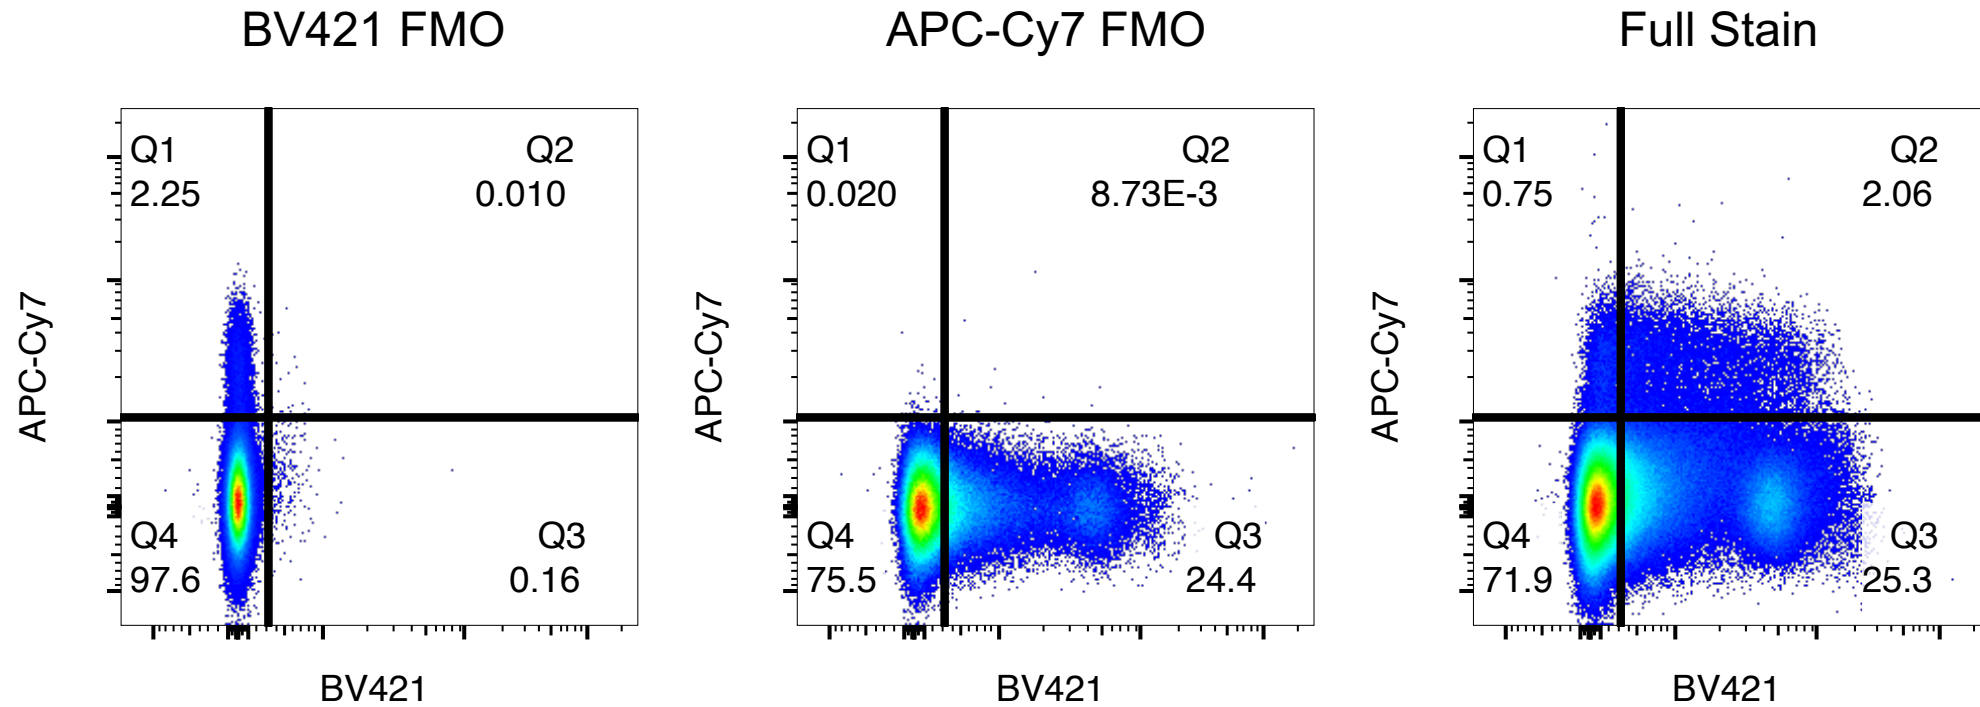 BV421 FMO
APC-Cy7 FMO
Full Stain
Q1
2.25
Q2
0.010
Q4
97.6
Q3
0.16
APC-Cy7
BV421
Q1
0.020
Q2
8.73E-3
Q4
75.5
Q3
24.4
APC-Cy7
BV421
Q1
0.75
Q2
2.06
Q4
71.9
Q3
25.3
APC-Cy7
BV421